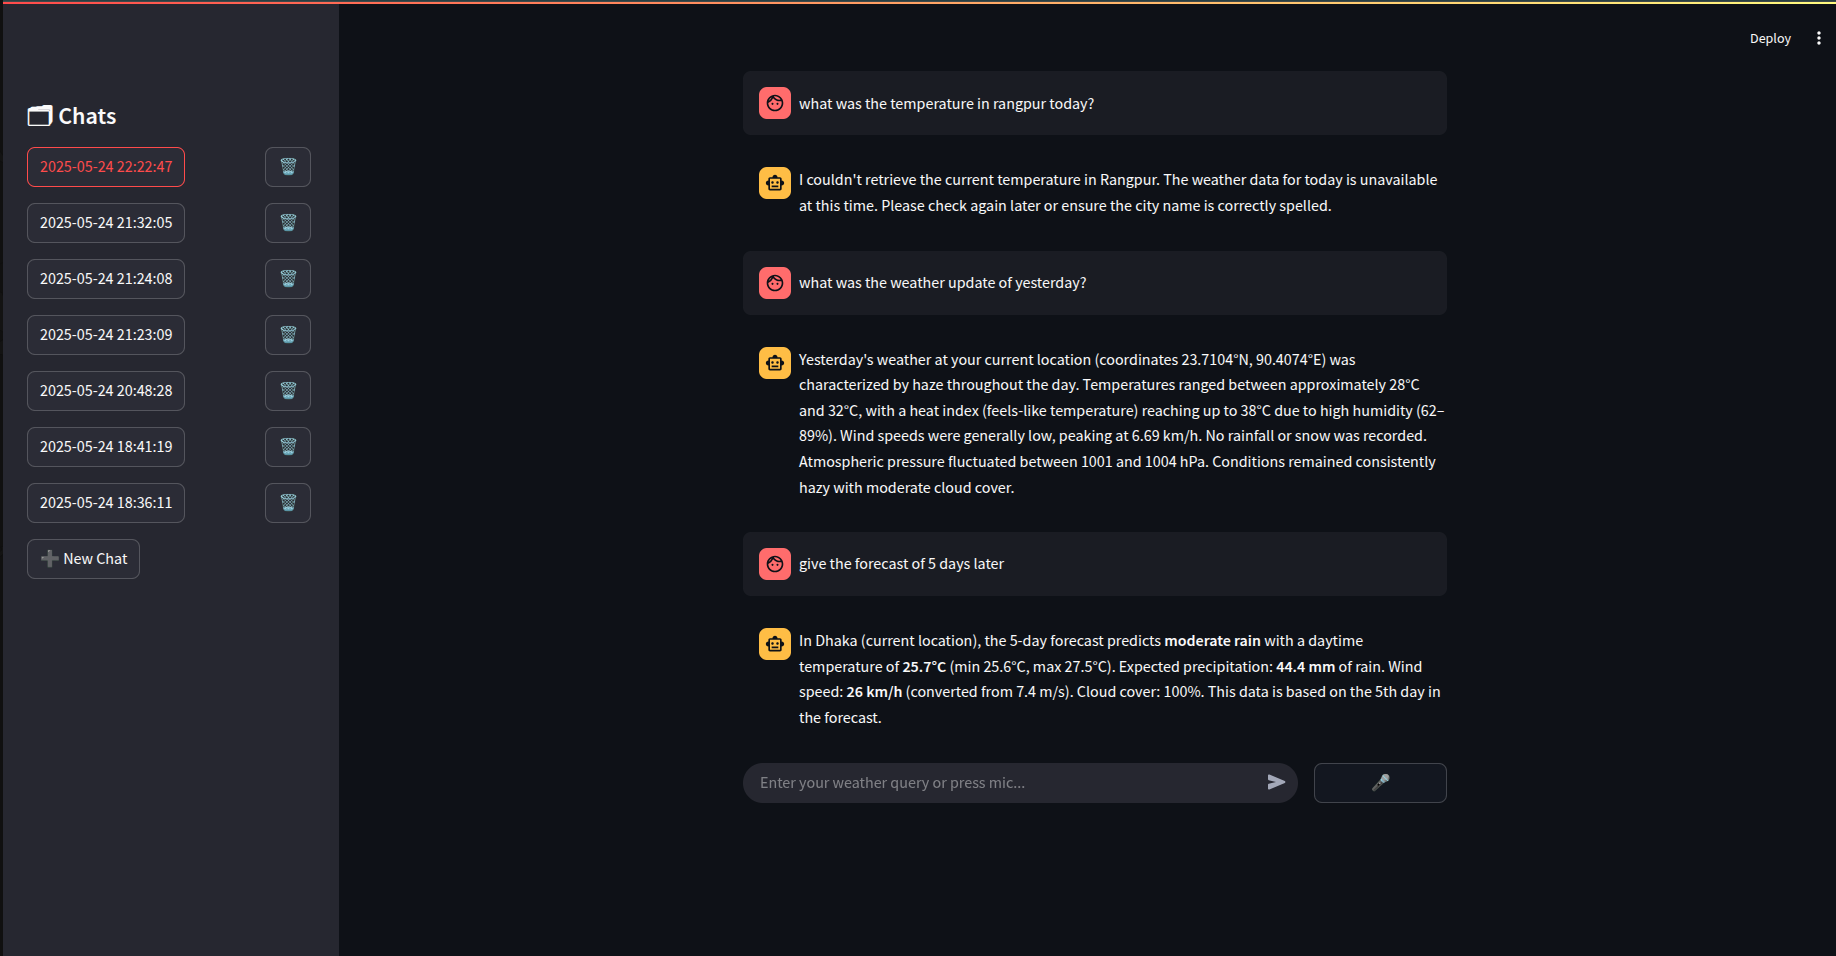 Deploy
Chats
2025-05-24 22:22:47
2025-05-24 21:32:05
2025-05-24 21:24:08
2025-05-24 21:23:09
2025-05-24 20:48:28
2025-05-24 18:41:19
2025-05-24 18:36:11
New Chat
what was the temperature in rangpur today?
I couldn't retrieve the current temperature in Rangpur. The weather data for today is unavailable
at this time. Please check again later or ensure the city name is correctly spelled.
what was the weather update of yesterday?
Yesterday's weather at your current location (coordinates 23.7104°N, 90.4074°E) was
characterized by haze throughout the day. Temperatures ranged between approximately 28°C
and 32°C, with a heat index (feels-like temperature) reaching up to 38°C due to high humidity (62–
89%). Wind speeds were generally low, peaking at 6.69 km/h. No rainfall or snow was recorded.
Atmospheric pressure fluctuated between 1001 and 1004 hPa. Conditions remained consistently
hazy with moderate cloud cover.
give the forecast of 5 days later
In Dhaka (current location), the 5-day forecast predicts moderate rain with a daytime
temperature of 25.7°C (min 25.6°C, max 27.5°C). Expected precipitation: 44.4 mm of rain. Wind
speed: 26 km/h (converted from 7.4 m/s). Cloud cover: 100%. This data is based on the 5th day in
the forecast.
Enter your weather query or press mic...